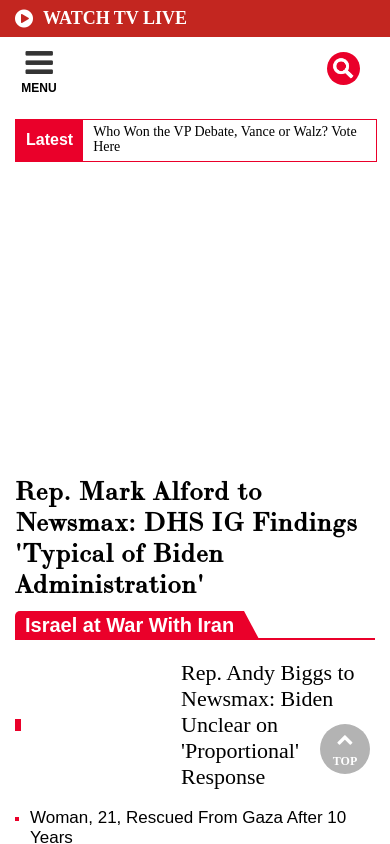 WATCH TV LIVE
MENU
Latest
Who Won the VP Debate, Vance or Walz? Vote
Here
Rep. Mark Alford to
Newsmax: DHS IG Findings
'Typical of Biden
Administration'
Israel at War With Iran
Rep. Andy Biggs to
Newsmax: Biden
Unclear on
'Proportional'
Response
TOP
Woman, 21, Rescued From Gaza After 10
Years